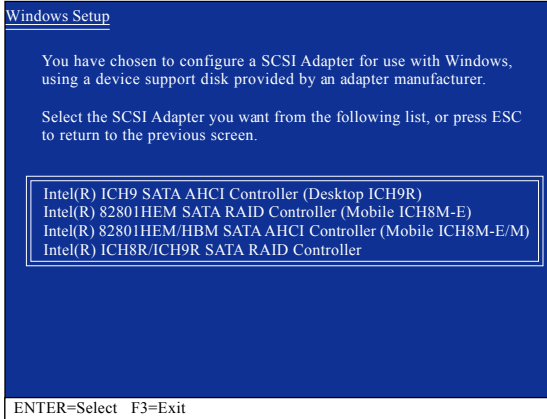 Windows Setup
You have chosen to configure a SCSI Adapter for use with Windows,
using a device support disk provided by an adapter manufacturer.
Select the SCSI Adapter you want from the following list, or press ESC
to return to the previous screen.
Intel(R) ICH9 SATA AHCI Controller (Desktop ICH9R)
Intel(R) 82801HEM SATA RAID Controller (Mobile ICH8M-E)
Intel(R) 82801HEM/HBM SATA AHCI Controller (Mobile ICH8M-E/M)
Intel(R) ICH8R/ICH9R SATA RAID Controller
ENTER=Select F3=Exit